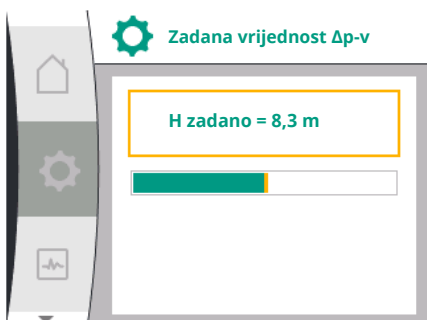 Zadana vrijednost Δp-v
H zadano = 8,3 m